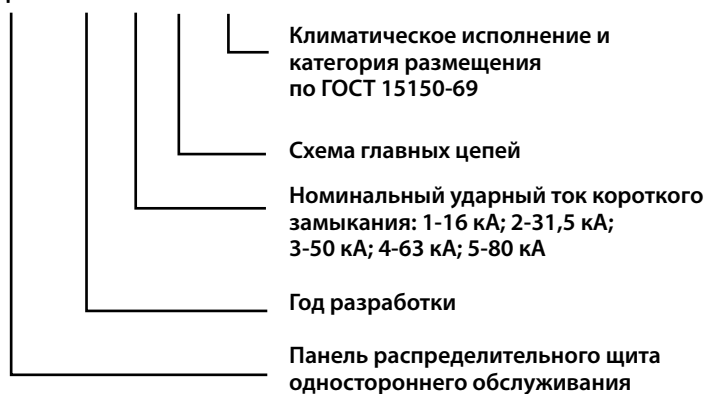 Климатическое исполнение и
категория размещения
по ГОСТ 15150-69
Схема главных цепей
Номинальный ударный ток короткого
замыкания: 1-16 кА; 2-31,5 кА;
3-50 кА; 4-63 кА; 5-80 кА
Год разработки
Панель распределительного щита
одностороннего обслуживания